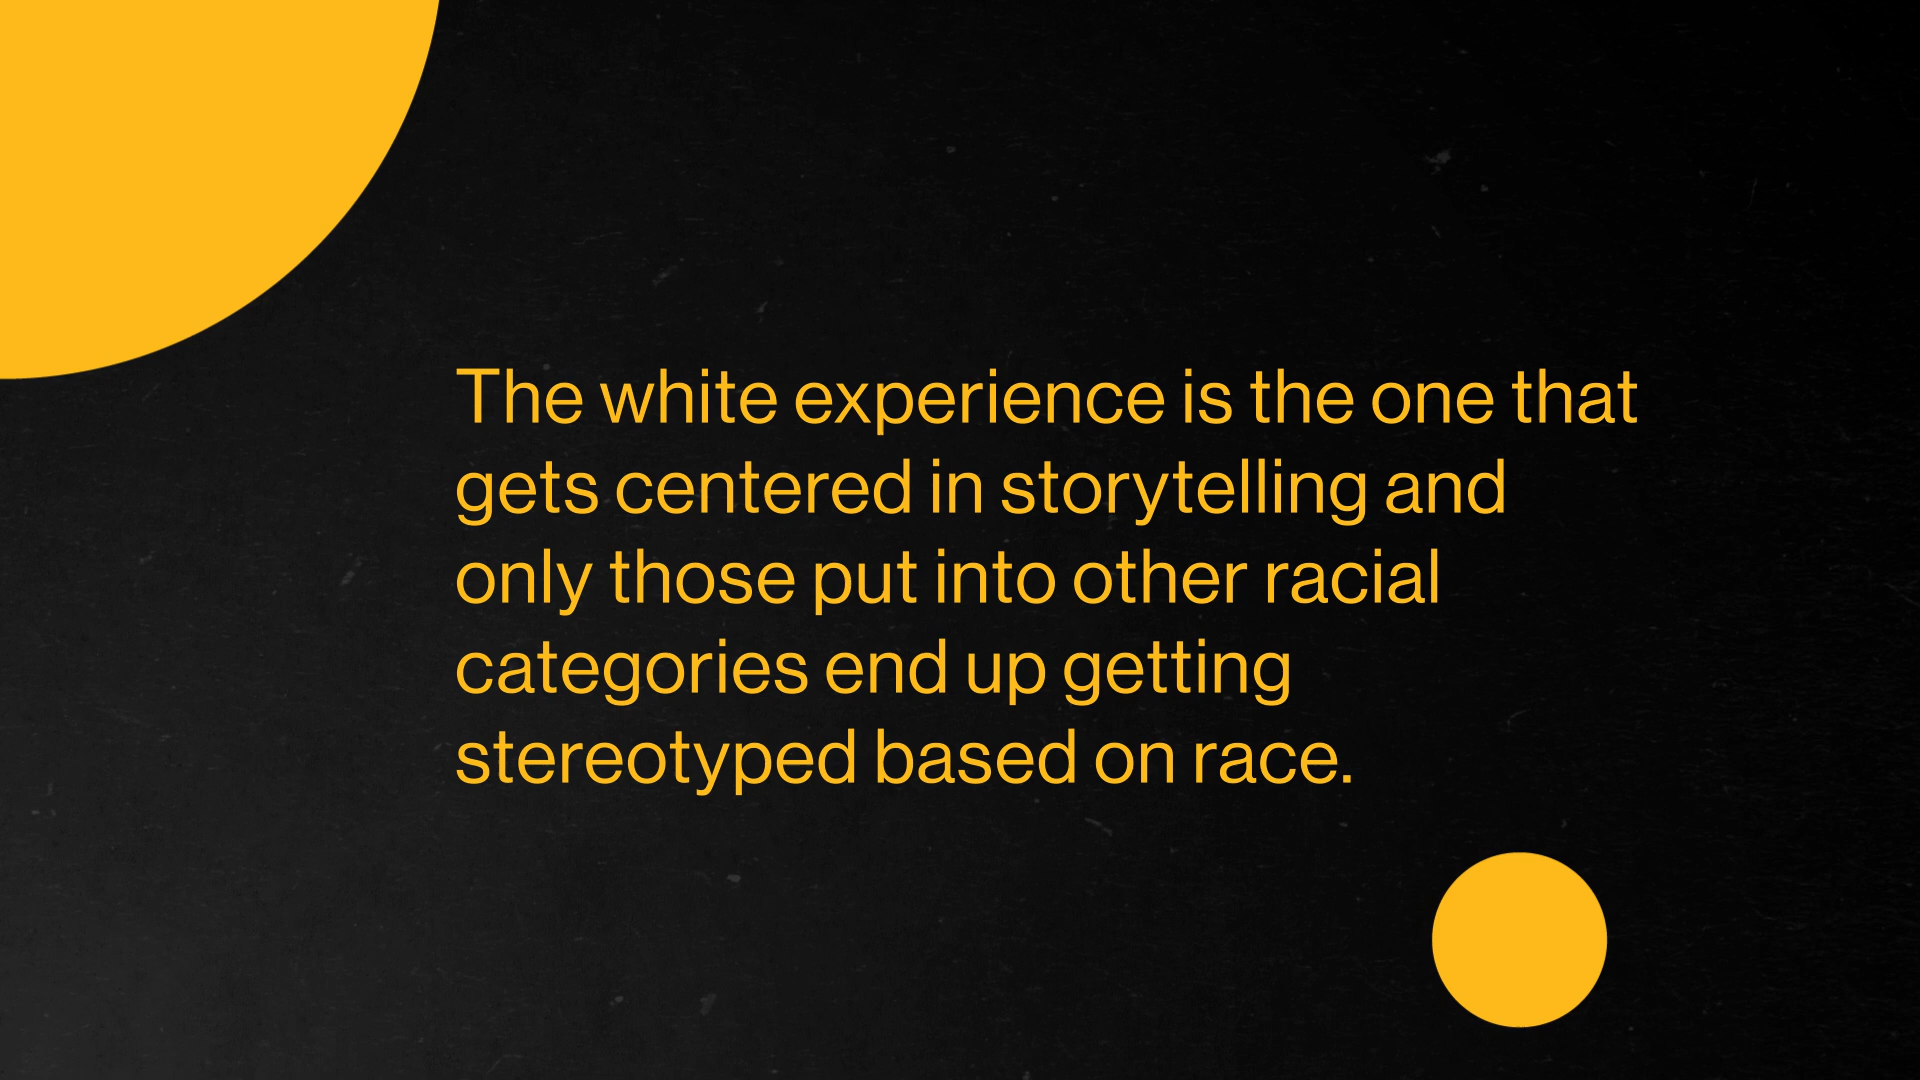 The white experience is the one that
gets centered in storytelling and
only those put into other racial
categories end up getting
stereotyped based on race.